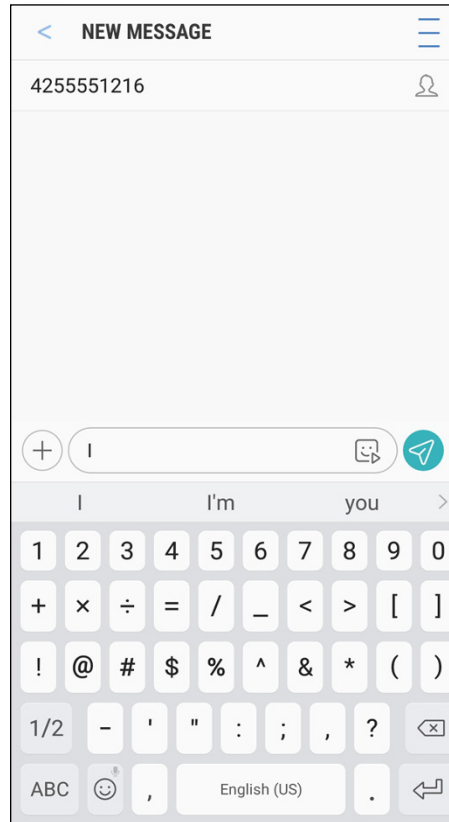 < NEW MESSAGE
4255551216
I
I I'm you >
1 2 3 4 5 6 7 8 9 0
+ × ÷ = / _ < > [ ]
! @ # $ % ^ & * ( )
1/2 - ' " : ; , ?
ABC , English (US) .